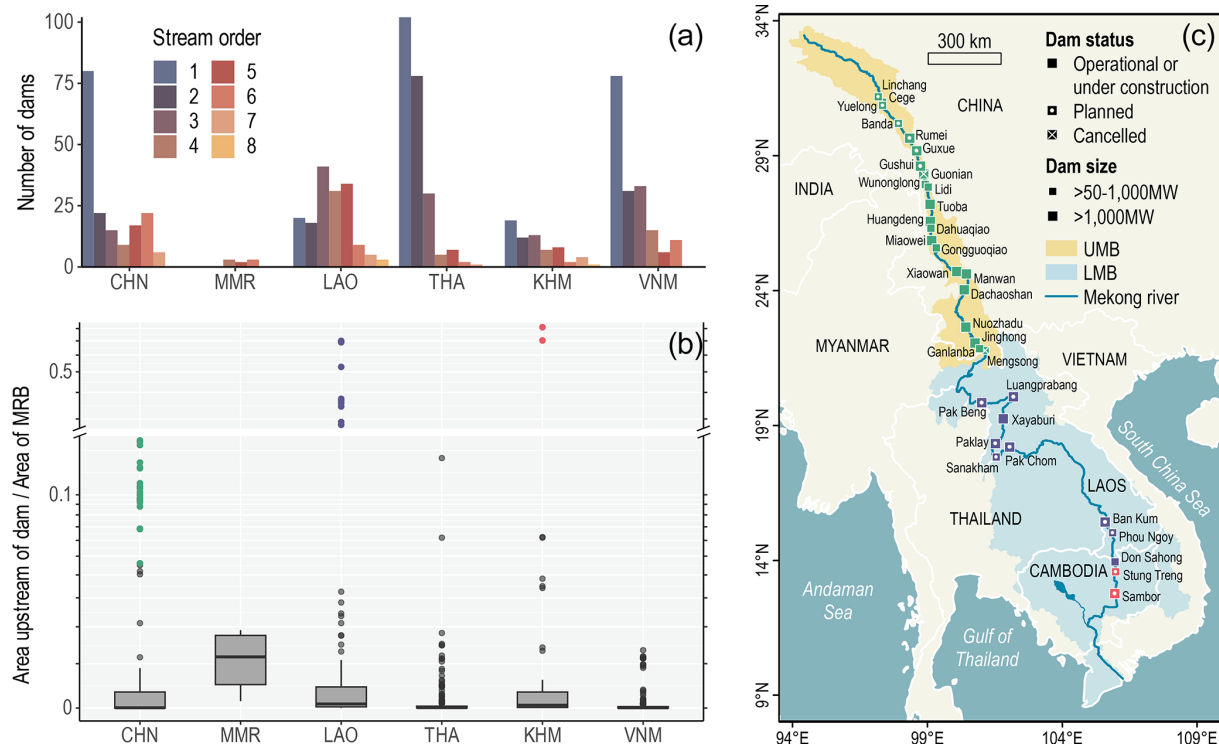 (a)
Number of dams
100
75
50
25
0
Stream order
1 5
2 6
3 7
4 8
CHN MMR LAO THA KHM VNM
(b)
Area upstream of dam / Area of MRB
0.5
0.1
0
CHN MMR LAO THA KHM VNM
(c)
34°N
29°N
24°N
19°N
14°N
9°N
94°E 99°E 104°E 109°E
300 km
Dam status
Operational or
under construction
Planned
Cancelled
Dam size
>50-1,000MW
>1,000MW
UMB
LMB
Mekong river
CHINA
INDIA
MYANMAR
VIETNAM
LAOS
THAILAND
CAMBODIA
South China Sea
Andaman
Sea
Gulf of
Thailand
Linchang
Cege
Yuelong
Banda
Rumei
Guxue
Gushui
Guonian
Wunonglong
Lidi
Tuoba
Huangdeng
Dahuaqiao
Miaowei
Gongguoqiao
Xiaowan
Manwan
Dachaoshan
Nuozhadu
Jinghong
Ganlanba
Mengsong
Luangprabang
Pak Beng
Xayaburi
Paklay
Pak Chom
Sanakham
Ban Kum
Phou Ngoy
Don Sahong
Stung Treng
Sambor